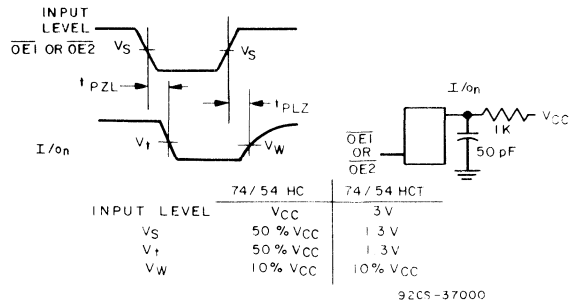 INPUT
LEVEL
OE1 OR OE2
VS
VS
tPZL
tPLZ
I/On
Vt
VW
I/On
VCC
1K
50 pF
OE1
OR
OE2
74/54 HC 74/54 HCT
INPUT LEVEL VCC 3V
VS 50 % VCC 1 3 V
Vt 50 % VCC 1 3 V
VW 10% VCC 10% VCC
92CS-37000